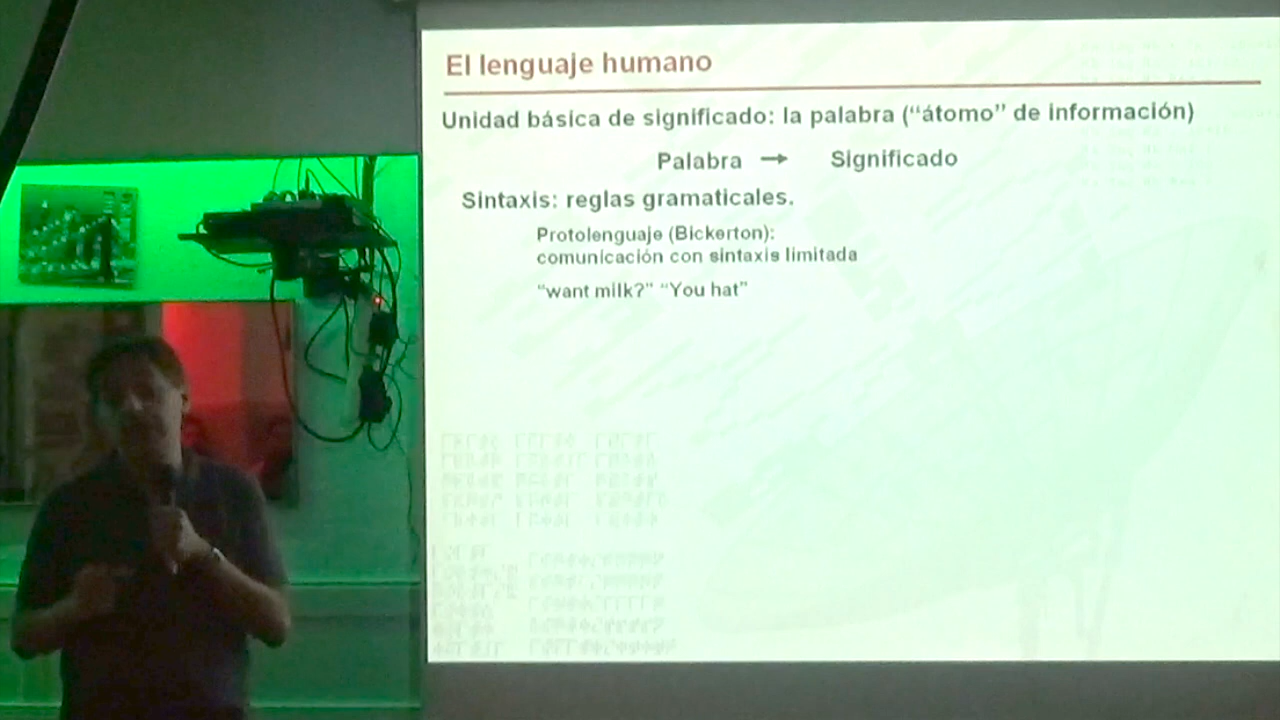 El lenguaje humano
Unidad básica de significado: la palabra (“átomo” de información)
Palabra → Significado
Sintaxis: reglas gramaticales.
Protolenguaje (Bickerton):
comunicación con sintaxis limitada
“want milk?” “You hat”